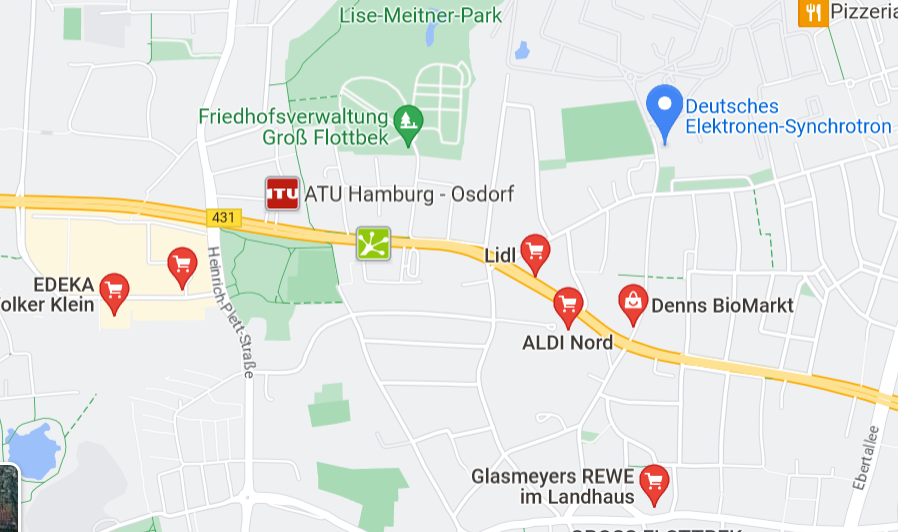 Lise-Meitner-Park
Pizzeria
Friedhofsverwaltung
Groß Flottbek
Deutsches
Elektronen-Synchrotron
ATU
ATU Hamburg - Osdorf
431
Lidl
Heinrich-Plett-Straße
EDEKA
olker Klein
Denns BioMarkt
ALDI Nord
Ebertallee
Glasmeyers REWE
im Landhaus